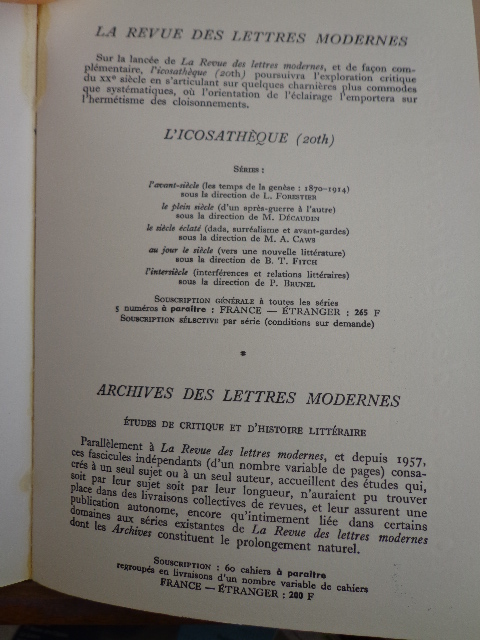 LA REVUE DES LETTRES MODERNES
Sur la lancée de La Revue des lettres modernes, et de façon com-
plémentaire, l'icosathèque (20th) poursuivra l'exploration critique
du XXe siècle en s'articulant sur quelques charnières plus commodes
que systématiques, où l'orientation de l'éclairage l'emportera sur
l'hermétisme des cloisonnements.
L'ICOSATHÈQUE (20th)
SÉRIES :
l'avant-siècle (les temps de la genèse : 1870-1914)
sous la direction de L. FORESTIER
le plein siècle (d'un après-guerre à l'autre)
sous la direction de M. DÉCAUDIN
le siècle éclaté (dada, surréalisme et avant-gardes)
sous la direction de M. A. CAWS
au jour le siècle (vers une nouvelle littérature)
sous la direction de B. T. FITCH
l'intersiècle (interférences et relations littéraires)
sous la direction de P. BRUNEL
SOUSCRIPTION GÉNÉRALE à toutes les séries
5 numéros à paraître : FRANCE — ÉTRANGER : 265 F
SOUSCRIPTION SÉLECTIVE par série (conditions sur demande)
*
ARCHIVES DES LETTRES MODERNES
ÉTUDES DE CRITIQUE ET D'HISTOIRE LITTÉRAIRE
Parallèlement à La Revue des lettres modernes, et depuis 1957,
ces fascicules indépendants (d'un nombre variable de pages) consa-
crés à un seul sujet ou à un seul auteur, accueillent des études qui,
soit par leur sujet soit par leur longueur, n'auraient pu trouver
place dans des livraisons collectives de revues, et leur assurent une
publication autonome, encore qu'intimement liée dans certains
domaines aux séries existantes de La Revue des lettres modernes
dont les Archives constituent le prolongement naturel.
SOUSCRIPTION : 60 cahiers à paraître
regroupés en livraisons d'un nombre variable de cahiers
FRANCE — ÉTRANGER : 200 F